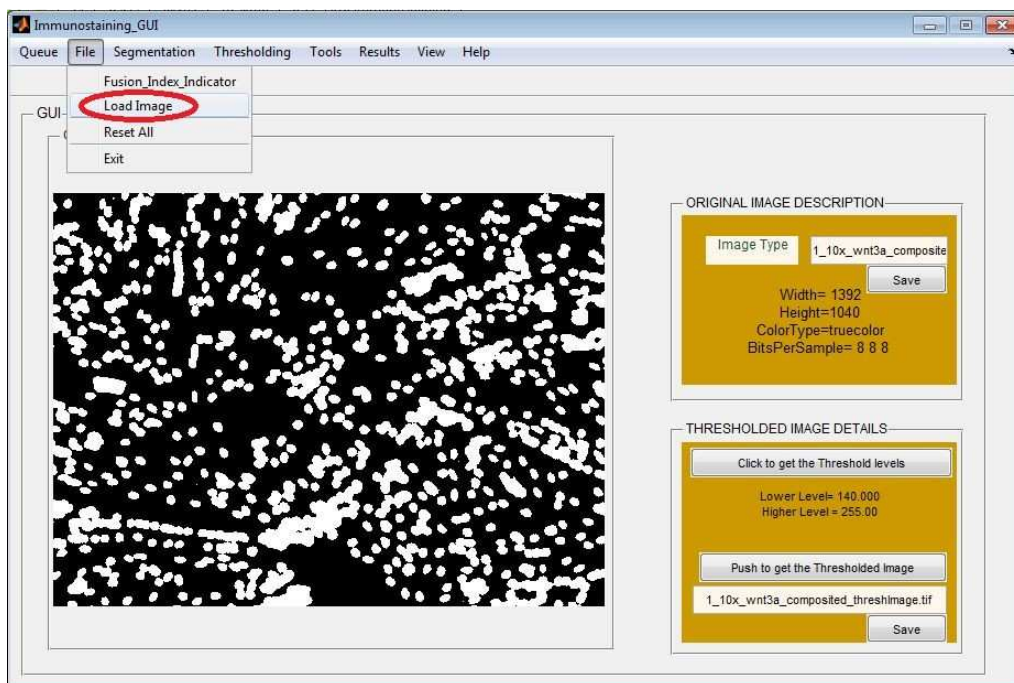 Immunostaining_GUI
Queue File Segmentation Thresholding Tools Results View Help
Fusion_Index_Indicator
Load Image
Reset All
Exit
GUI
ORIGINAL IMAGE DESCRIPTION
Image Type 1_10x_wnt3a_composite
Save
Width= 1392
Height=1040
ColorType=truecolor
BitsPerSample= 8 8 8
THRESHOLDED IMAGE DETAILS
Click to get the Threshold levels
Lower Level= 140.000
Higher Level = 255.00
Push to get the Thresholded Image
1_10x_wnt3a_composited_threshImage.tif
Save